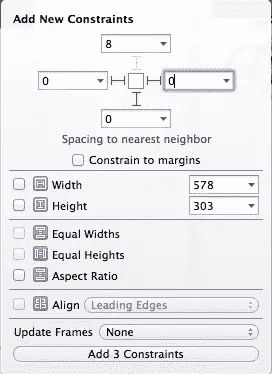 Add New Constraints
8
0 0
0
Spacing to nearest neighbor
Constrain to margins
Width 578
Height 303
Equal Widths
Equal Heights
Aspect Ratio
Align Leading Edges
Update Frames None
Add 3 Constraints